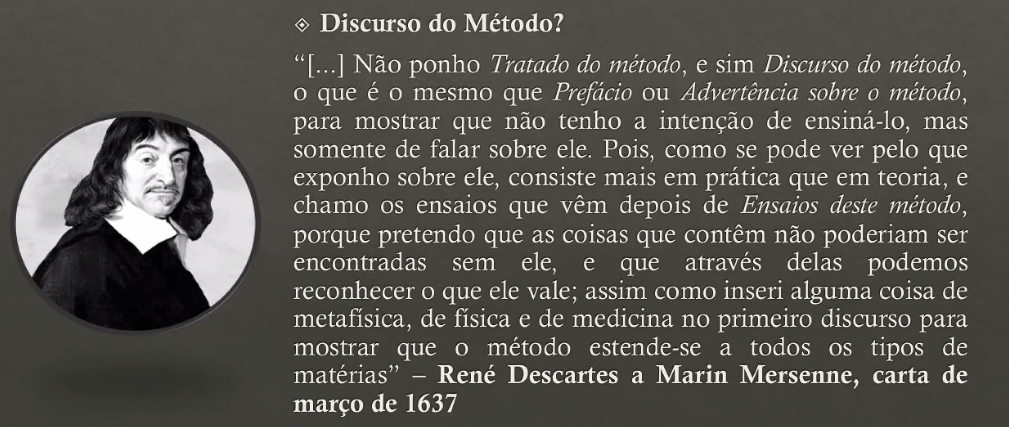 ◈ Discurso do Método?
“[...] Não ponho Tratado do método, e sim Discurso do método,
o que é o mesmo que Prefácio ou Advertência sobre o método,
para mostrar que não tenho a intenção de ensiná-lo, mas
somente de falar sobre ele. Pois, como se pode ver pelo que
exponho sobre ele, consiste mais em prática que em teoria, e
chamo os ensaios que vêm depois de Ensaios deste método,
porque pretendo que as coisas que contêm não poderiam ser
encontradas sem ele, e que através delas podemos
reconhecer o que ele vale; assim como inseri alguma coisa de
metafísica, de física e de medicina no primeiro discurso para
mostrar que o método estende-se a todos os tipos de
matérias” – René Descartes a Marin Mersenne, carta de
março de 1637